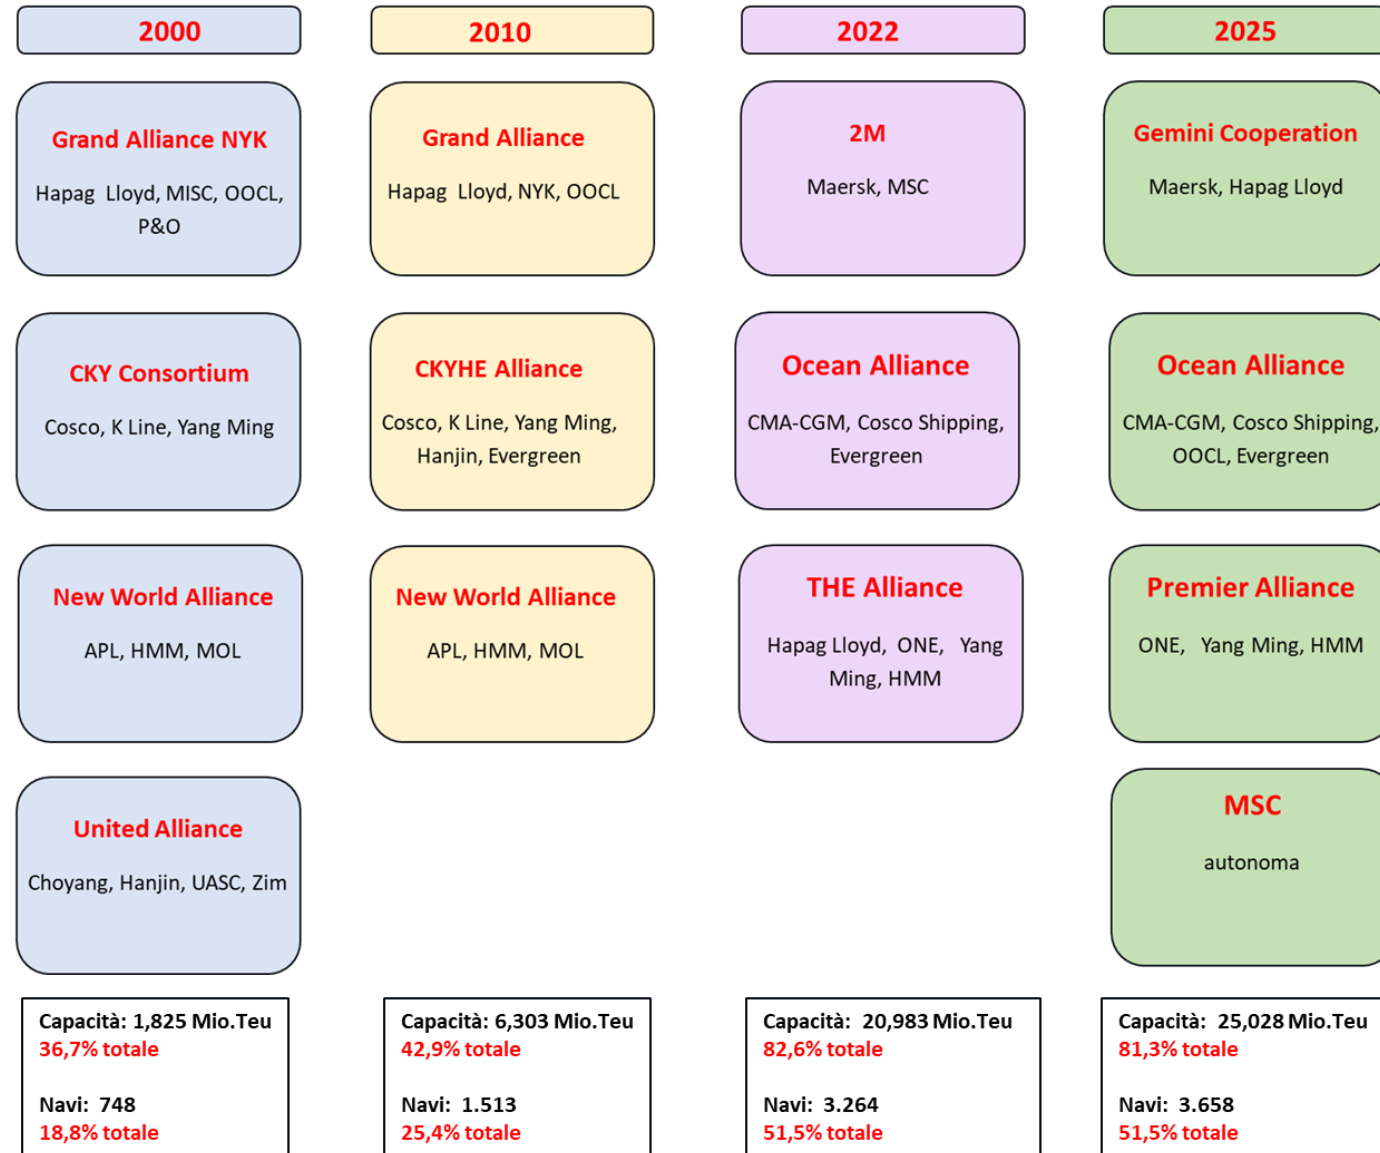 2000
Grand Alliance NYK
Hapag Lloyd, MISC, OOCL,
P&O
CKY Consortium
Cosco, K Line, Yang Ming
New World Alliance
APL, HMM, MOL
United Alliance
Choyang, Hanjin, UASC, Zim
Capacità: 1,825 Mio.Teu
36,7% totale
Navi: 748
18,8% totale
2010
Grand Alliance
Hapag Lloyd, NYK, OOCL
CKYHE Alliance
Cosco, K Line, Yang Ming,
Hanjin, Evergreen
New World Alliance
APL, HMM, MOL
Capacità: 6,303 Mio.Teu
42,9% totale
Navi: 1.513
25,4% totale
2022
2M
Maersk, MSC
Ocean Alliance
CMA-CGM, Cosco Shipping,
Evergreen
THE Alliance
Hapag Lloyd, ONE, Yang
Ming, HMM
Capacità: 20,983 Mio.Teu
82,6% totale
Navi: 3.264
51,5% totale
2025
Gemini Cooperation
Maersk, Hapag Lloyd
Ocean Alliance
CMA-CGM, Cosco Shipping,
OOCL, Evergreen
Premier Alliance
ONE, Yang Ming, HMM
MSC
autonoma
Capacità: 25,028 Mio.Teu
81,3% totale
Navi: 3.658
51,5% totale